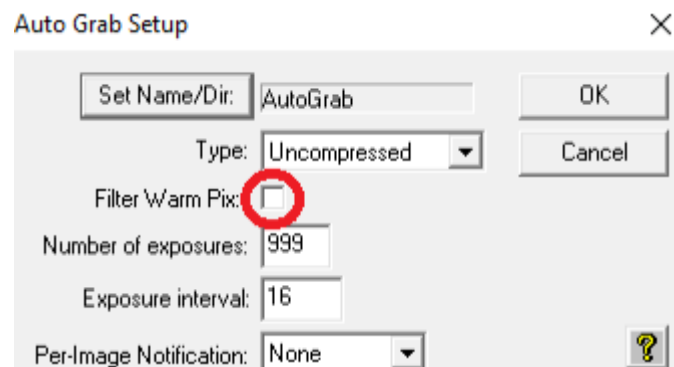 Auto Grab Setup
Set Name/Dir: AutoGrab OK
Type: Uncompressed Cancel
Filter Warm Pix:
Number of exposures: 999
Exposure interval: 16
Per-Image Notification: None ?